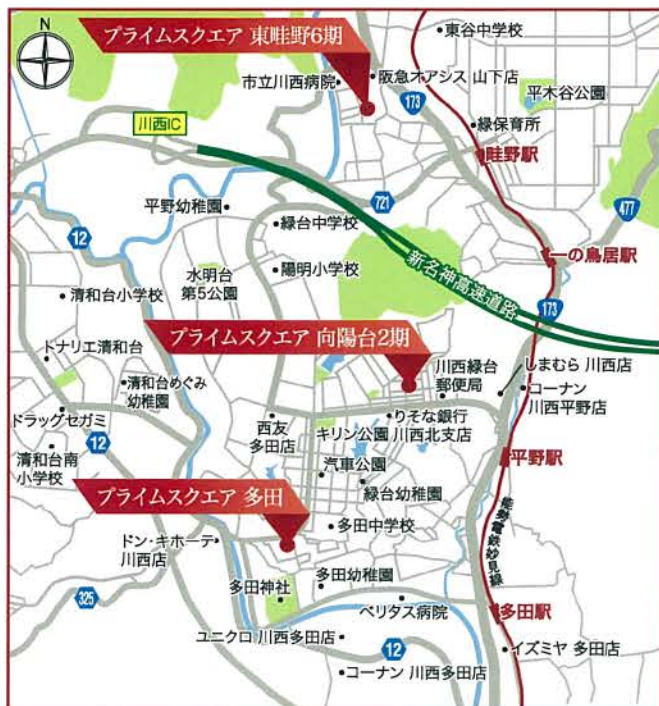 N
プライムスクエア 東畦野6期
東谷中学校
市立川西病院
阪急オアシス 山下店
173
平木谷公園
川西IC
緑保育所
畦野駅
721
477
平野幼稚園
緑台中学校
12
水明台
第5公園
陽明小学校
一の鳥居駅
新名神高速道路
清和台小学校
173
プライムスクエア 向陽台2期
トナリエ清和台
川西緑台
郵便局
しまむら 川西店
清和台めぐみ
幼稚園
コーナン
川西平野店
ドラッグセガミ
西友
多田店
キリン公園
りそな銀行
川西北支店
12
清和台南
小学校
汽車公園
平野駅
プライムスクエア 多田
緑台幼稚園
能勢電鉄妙見線
多田中学校
ドン・キホーテ
川西店
多田神社
多田幼稚園
325
ベリタス病院
多田駅
ユニクロ 川西多田店
12
イズミヤ 多田店
コーナン 川西多田店